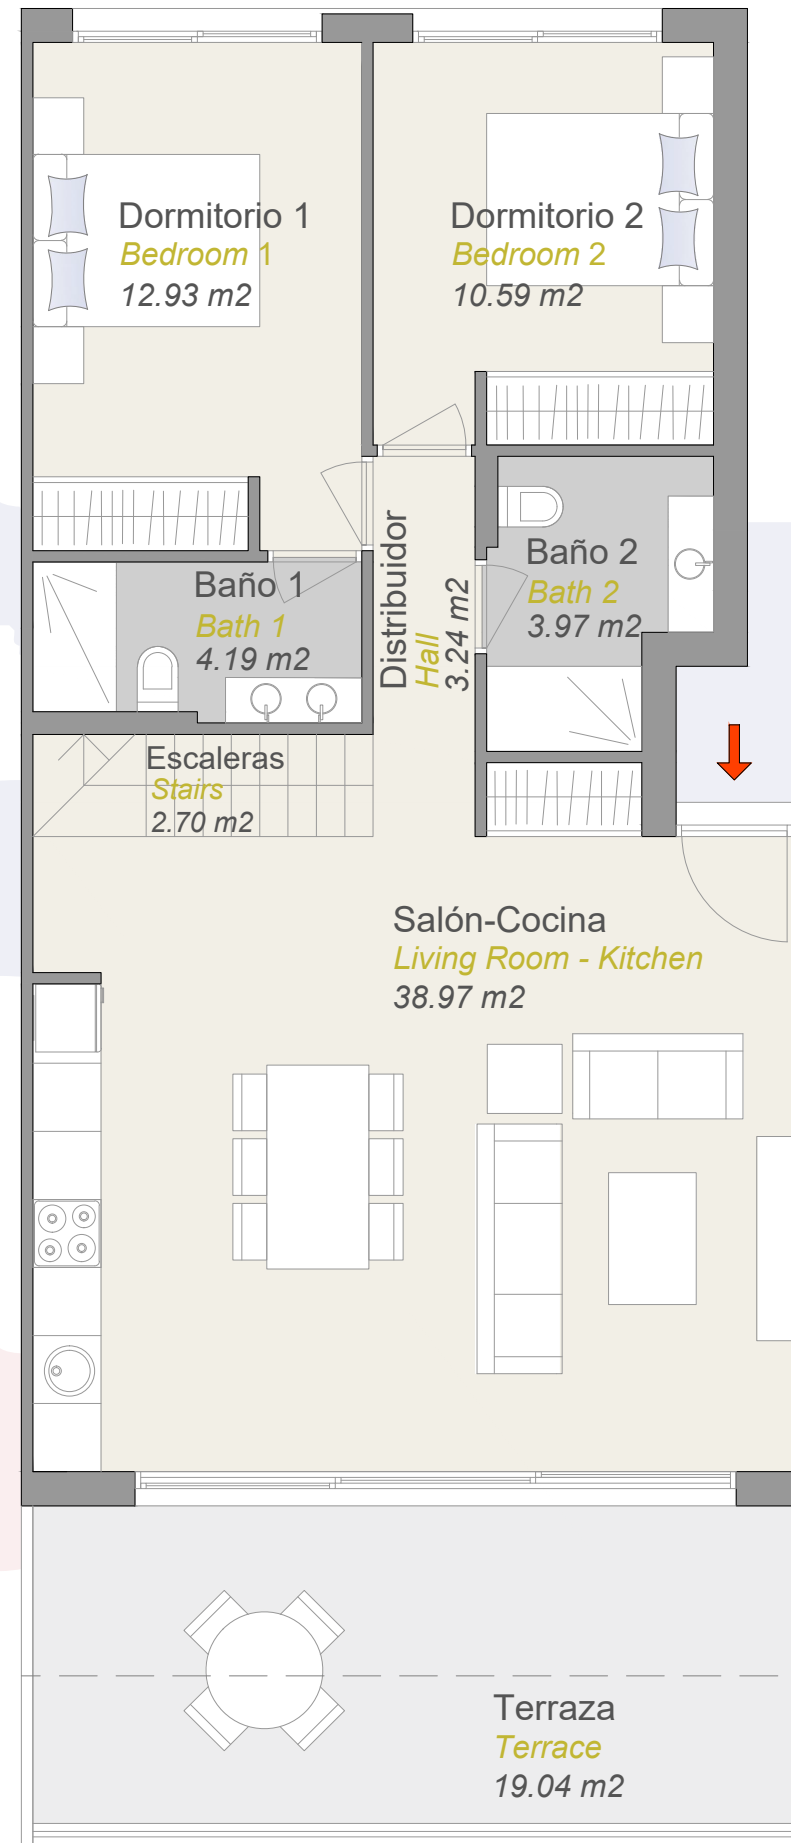 Dormitorio 1
Bedroom 1
12.93 m2
Dormitorio 2
Bedroom 2
10.59 m2
Baño 1
Bath 1
4.19 m2
Distribuidor
Hall
3.24 m2
Baño 2
Bath 2
3.97 m2
Escaleras
Stairs
2.70 m2
Salón-Cocina
Living Room - Kitchen
38.97 m2
Terraza
Terrace
19.04 m2